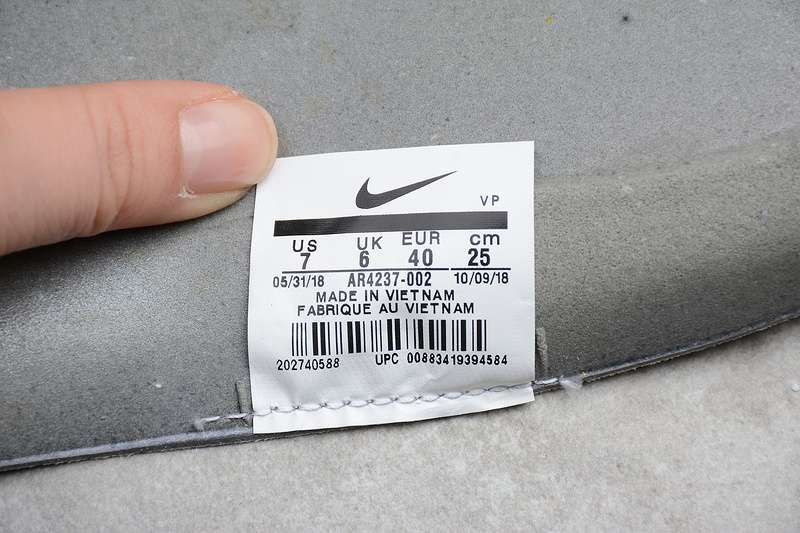 VP
US UK EUR cm
7 6 40 25
05/31/18 AR4237-002 10/09/18
MADE IN VIETNAM
FABRIQUE AU VIETNAM
202740588 UPC 00883419394584